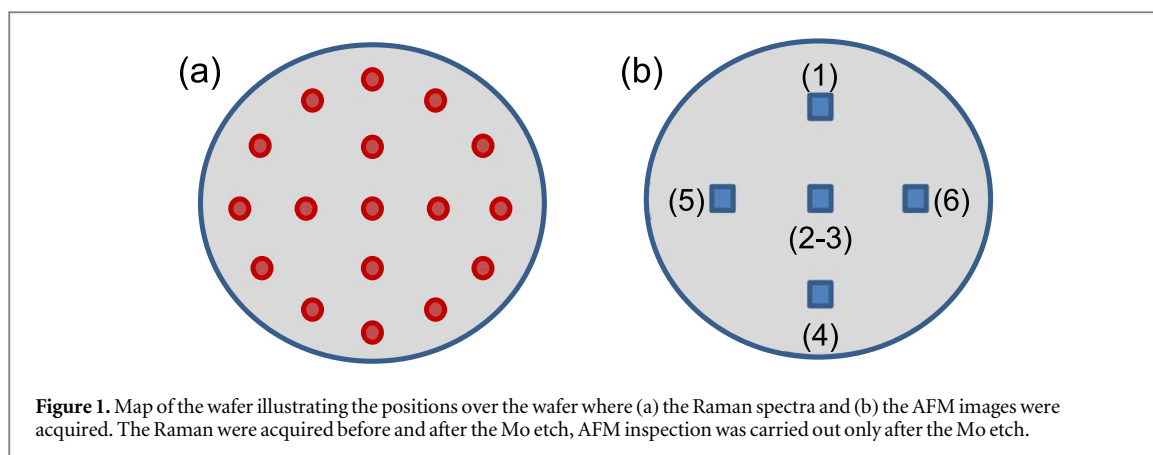 (a)
(b)
(1)
(5)
(6)
(2-3)
(4)
Figure 1. Map of the wafer illustrating the positions over the wafer where (a) the Raman spectra and (b) the AFM images were
acquired. The Raman were acquired before and after the Mo etch, AFM inspection was carried out only after the Mo etch.